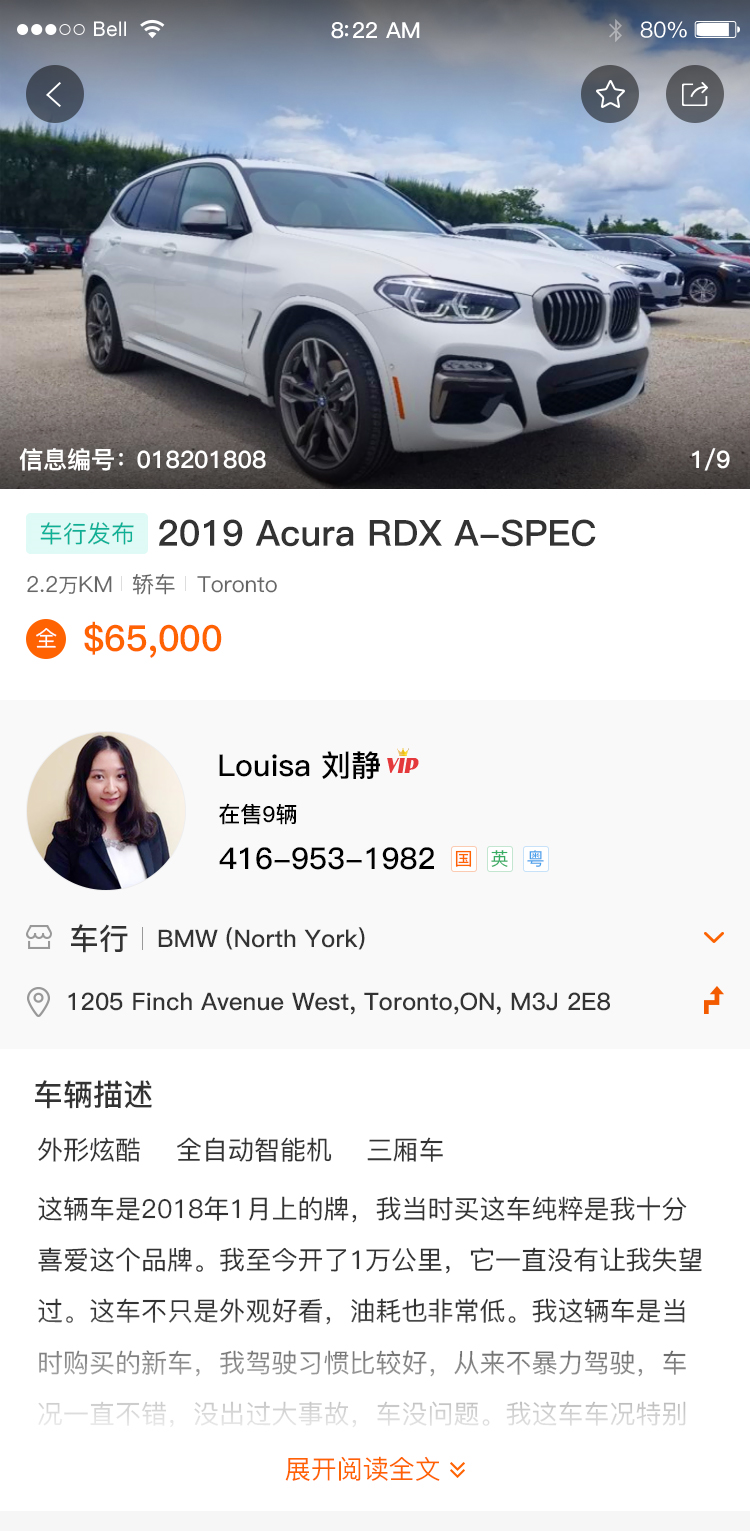 Bell 8:22 AM 80%
信息编号：018201808 1/9
车行发布 2019 Acura RDX A-SPEC
2.2万KM 轿车 Toronto
全 $65,000
Louisa 刘静 VIP
在售9辆
416-953-1982 国 英 粤
车行 BMW (North York)
1205 Finch Avenue West, Toronto,ON, M3J 2E8
车辆描述
外形炫酷 全自动智能机 三厢车
这辆车是2018年1月上的牌，我当时买这车纯粹是我十分
喜爱这个品牌。我至今开了1万公里，它一直没有让我失望
过。这车不只是外观好看，油耗也非常低。我这辆车是当
时购买的新车，我驾驶习惯比较好，从来不暴力驾驶，车
况一直不错，没出过大事故，车没问题。我这车车况特别
展开阅读全文